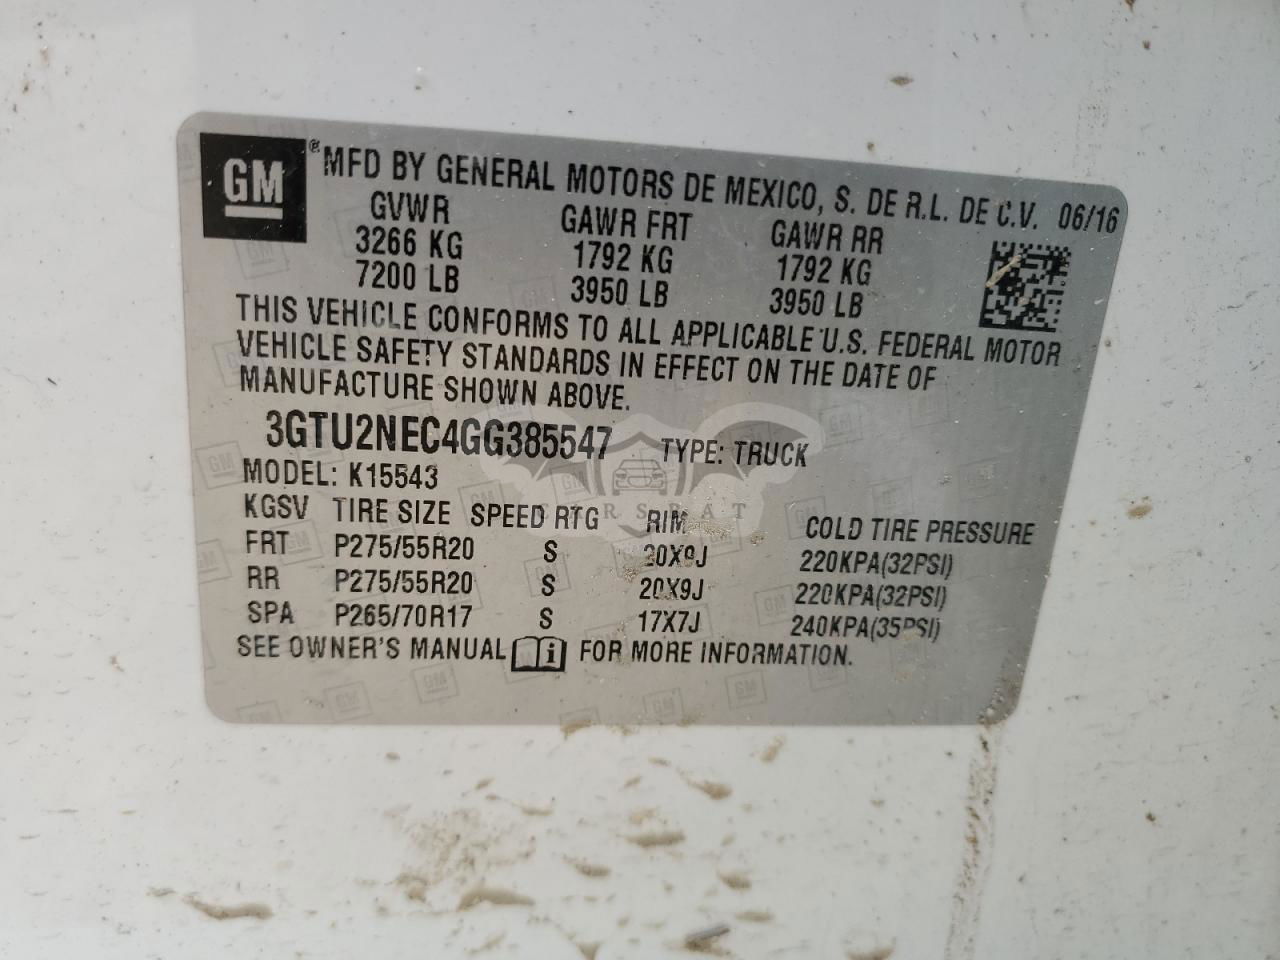 GM ® MFD BY GENERAL MOTORS DE MEXICO, S. DE R.L. DE C.V. 06/16
GVWR GAWR FRT GAWR RR
3266 KG 1792 KG 1792 KG
7200 LB 3950 LB 3950 LB
THIS VEHICLE CONFORMS TO ALL APPLICABLE U.S. FEDERAL MOTOR
VEHICLE SAFETY STANDARDS IN EFFECT ON THE DATE OF
MANUFACTURE SHOWN ABOVE.
3GTU2NEC4GG385547 TYPE: TRUCK
MODEL: K15543
KGSV TIRE SIZE SPEED RTG RIM COLD TIRE PRESSURE
FRT P275/55R20 S 20X9J 220KPA(32PSI)
RR P275/55R20 S 20X9J 220KPA(32PSI)
SPA P265/70R17 S 17X7J 240KPA(35PSI)
SEE OWNER'S MANUAL i FOR MORE INFORMATION.